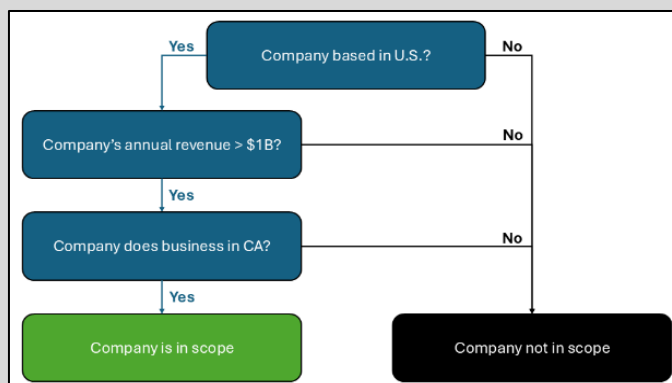 Company based in U.S.?
Yes
No
Company's annual revenue > $1B?
No
Yes
Company does business in CA?
No
Yes
Company is in scope
Company not in scope